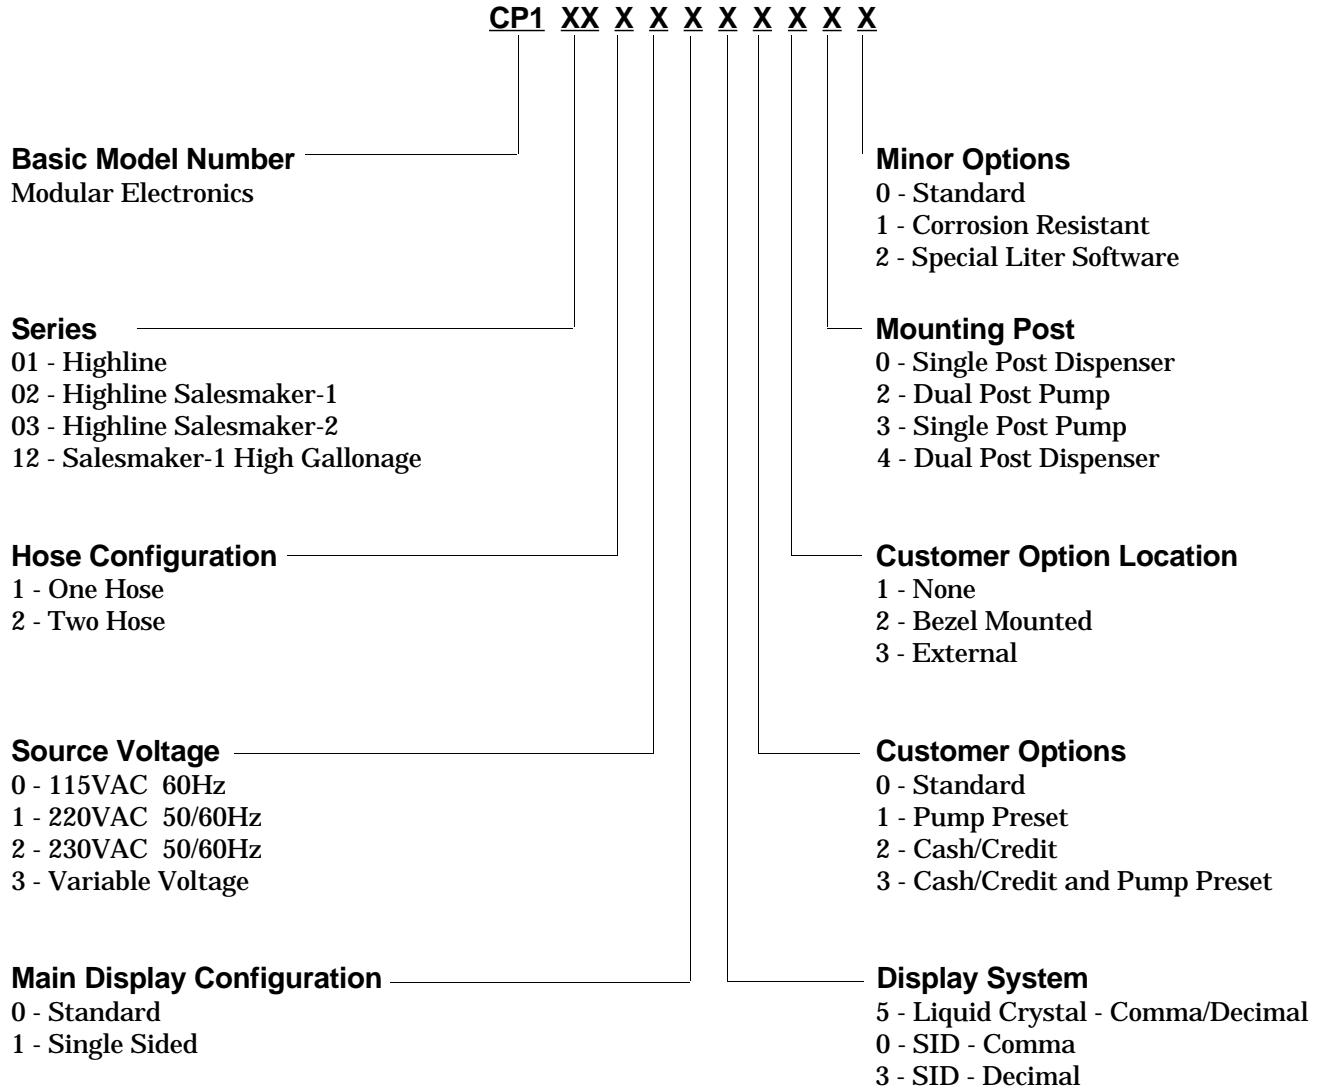 CP1 XX X X X X X X X X
Basic Model Number
Modular Electronics
Series
01 - Highline
02 - Highline Salesmaker-1
03 - Highline Salesmaker-2
12 - Salesmaker-1 High Gallonage
Hose Configuration
1 - One Hose
2 - Two Hose
Source Voltage
0 - 115VAC 60Hz
1 - 220VAC 50/60Hz
2 - 230VAC 50/60Hz
3 - Variable Voltage
Main Display Configuration
0 - Standard
1 - Single Sided
Minor Options
0 - Standard
1 - Corrosion Resistant
2 - Special Liter Software
Mounting Post
0 - Single Post Dispenser
2 - Dual Post Pump
3 - Single Post Pump
4 - Dual Post Dispenser
Customer Option Location
1 - None
2 - Bezel Mounted
3 - External
Customer Options
0 - Standard
1 - Pump Preset
2 - Cash/Credit
3 - Cash/Credit and Pump Preset
Display System
5 - Liquid Crystal - Comma/Decimal
0 - SID - Comma
3 - SID - Decimal